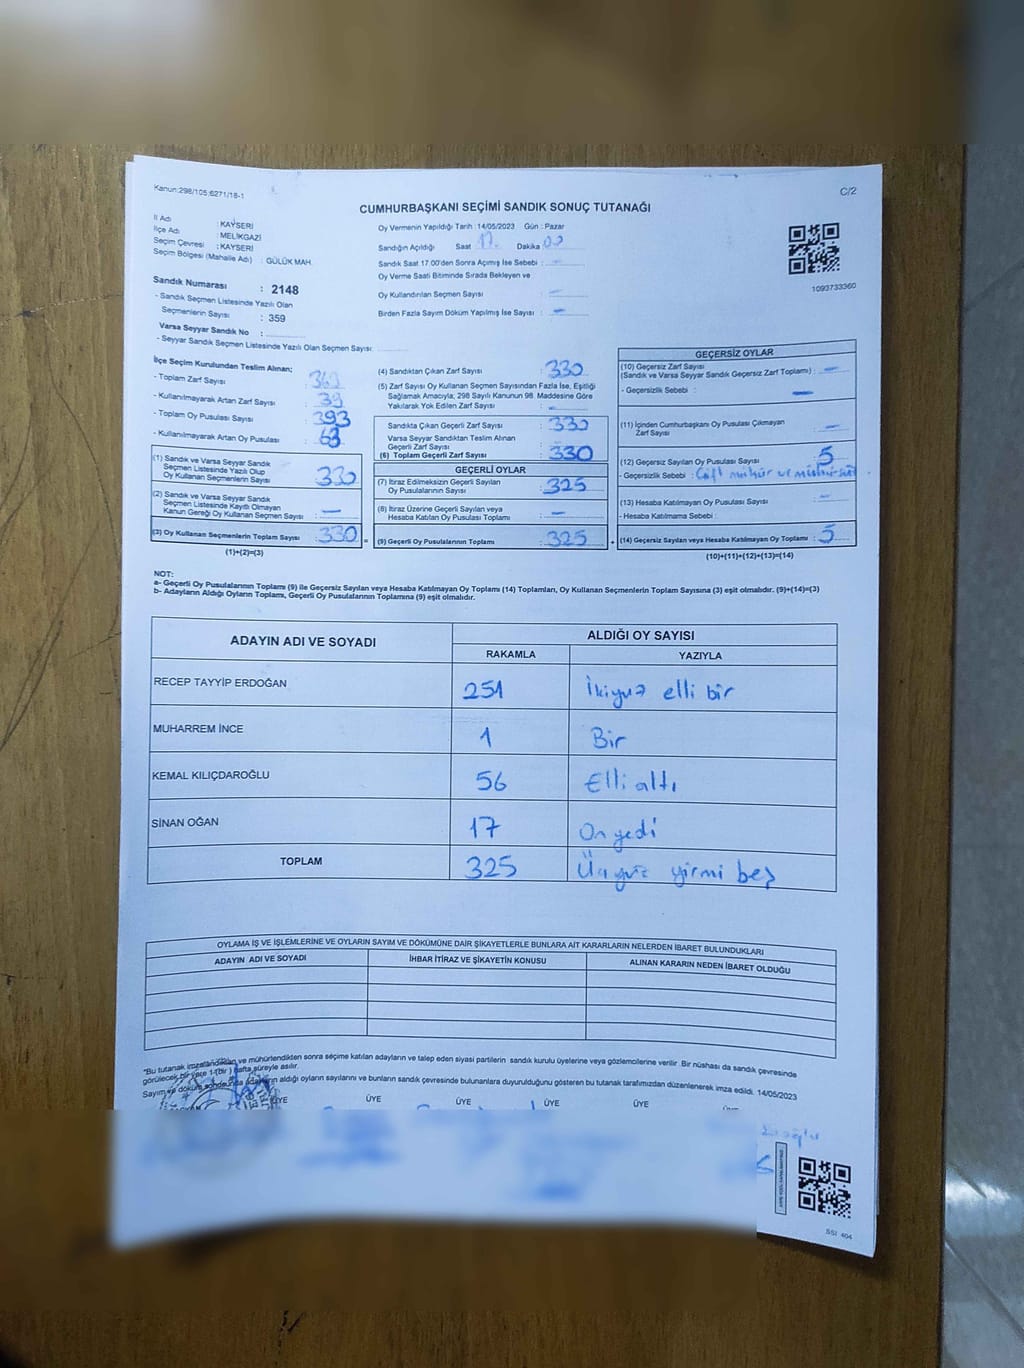 Kanun:298/105:6271/18-1
C/2
CUMHURBAŞKANI SEÇİMİ SANDIK SONUÇ TUTANAĞI
İl Adı : KAYSERİ
İlçe Adı : MELİKGAZİ
Seçim Çevresi : KAYSERİ
Seçim Bölgesi (Mahalle Adı) : GÜLÜK MAH.
Sandık Numarası : 2148
- Sandık Seçmen Listesinde Yazılı Olan
Seçmenlerin Sayısı : 359
Varsa Seyyar Sandık No :
- Seyyar Sandık Seçmen Listesinde Yazılı Olan Seçmen Sayısı:
Oy Vermenin Yapıldığı Tarih : 14/05/2023 Gün : Pazar
Sandığın Açıldığı Saat 17. Dakika 00
Sandık Saat 17.00'den Sonra Açımış İse Sebebi : -
Oy Verme Saati Bitiminde Sırada Bekleyen ve
Oy Kullandırılan Seçmen Sayısı : -
Birden Fazla Sayım Döküm Yapılmış İse Sayısı : -
1093733360
İlçe Seçim Kurulundan Teslim Alınan;
- Toplam Zarf Sayısı :
- Kullanılmayarak Artan Zarf Sayısı : 39
- Toplam Oy Pusulası Sayısı : 393
- Kullanılmayarak Artan Oy Pusulası : 63
(1) Sandık ve Varsa Seyyar Sandık
Seçmen Listesinde Yazılı Olup
Oy Kullanan Seçmenlerin Sayısı : 330
(2) Sandık ve Varsa Seyyar Sandık
Seçmen Listesinde Kayıtlı Olmayan
Kanun Gereği Oy Kullanan Seçmen Sayısı : -
(3) Oy Kullanan Seçmenlerin Toplam Sayısı : 330 =
(1)+(2)=(3)
(4) Sandıktan Çıkan Zarf Sayısı : 330
(5) Zarf Sayısı Oy Kullanan Seçmen Sayısından Fazla İse, Eşitliği
Sağlamak Amacıyla; 298 Sayılı Kanunun 98. Maddesine Göre
Yakılarak Yok Edilen Zarf Sayısı : -
Sandıkta Çıkan Geçerli Zarf Sayısı : 330
Varsa Seyyar Sandıktan Teslim Alınan
Geçerli Zarf Sayısı :
(6) Toplam Geçerli Zarf Sayısı : 330
GEÇERLİ OYLAR
(7) İtiraz Edilmeksizin Geçerli Sayılan
Oy Pusulalarının Sayısı : 325
(8) İtiraz Üzerine Geçerli Sayılan veya
Hesaba Katılan Oy Pusulası Toplamı : -
(9) Geçerli Oy Pusulalarının Toplamı : 325 +
GEÇERSİZ OYLAR
(10) Geçersiz Zarf Sayısı
(Sandık ve Varsa Seyyar Sandık Geçersiz Zarf Toplamı) : -
- Geçersizlik Sebebi : -
(11) İçinden Cumhurbaşkanı Oy Pusulası Çıkmayan
Zarf Sayısı : -
(12) Geçersiz Sayılan Oy Pusulası Sayısı : 5
- Geçersizlik Sebebi : Çift mühür ve mühürsüz
(13) Hesaba Katılmayan Oy Pusulası Sayısı : -
- Hesaba Katılmama Sebebi :
(14) Geçersiz Sayılan veya Hesaba Katılmayan Oy Toplamı : 5
(10)+(11)+(12)+(13)=(14)
NOT:
a- Geçerli Oy Pusulalarının Toplamı (9) ile Geçersiz Sayılan veya Hesaba Katılmayan Oy Toplamı (14) Toplamları, Oy Kullanan Seçmenlerin Toplam Sayısına (3) eşit olmalıdır. (9)+(14)=(3)
b- Adayların Aldığı Oyların Toplamı, Geçerli Oy Pusulalarının Toplamına (9) eşit olmalıdır.
ADAYIN ADI VE SOYADI ALDIĞI OY SAYISI
RAKAMLA YAZIYLA
RECEP TAYYİP ERDOĞAN 251 İkiyüz elli bir
MUHARREM İNCE 1 Bir
KEMAL KILIÇDAROĞLU 56 Elli altı
SİNAN OĞAN 17 On yedi
TOPLAM 325 Üçyüz yirmi beş
OYLAMA İŞ VE İŞLEMLERİNE VE OYLARIN SAYIM VE DÖKÜMÜNE DAİR ŞİKAYETLERLE BUNLARA AİT KARARLARIN NELERDEN İBARET BULUNDUKLARI
ADAYIN ADI VE SOYADI İHBAR İTİRAZ VE ŞİKAYETİN KONUSU ALINAN KARARIN NEDEN İBARET OLDUĞU
"Bu tutanak imzalandıktan ve mühürlendikten sonra seçime katılan adayların ve talep eden siyasi partilerin sandık kurulu üyelerine veya gözlemcilerine verilir. Bir nüshası da sandık çevresinde
görülecek bir yere 1 (bir) hafta süreyle asılır.
Sayım ve döküm sonunda adayların aldığı oyların sayılarını ve bunların sandık çevresinde bulunanlara duyurulduğunu gösteren bu tutanak tarafımızdan düzenlenerek imza edildi. 14/05/2023
ÜYE ÜYE ÜYE ÜYE ÜYE
SSI 404